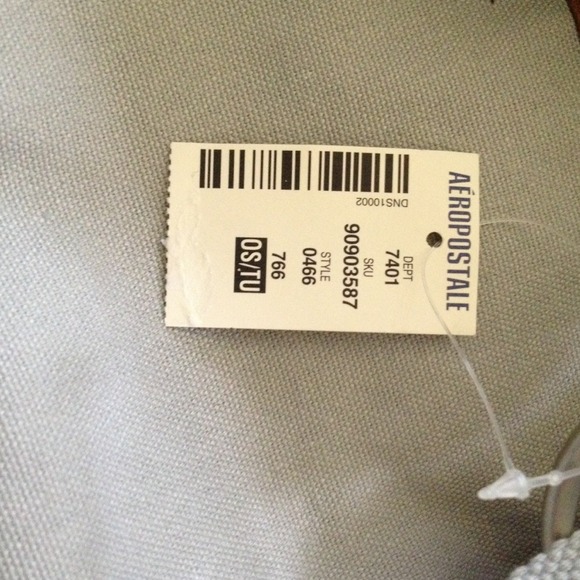 AÉROPOSTALE
DEPT
7401
SKU
90903587
STYLE
0466
766
OS/TU
DNS10002